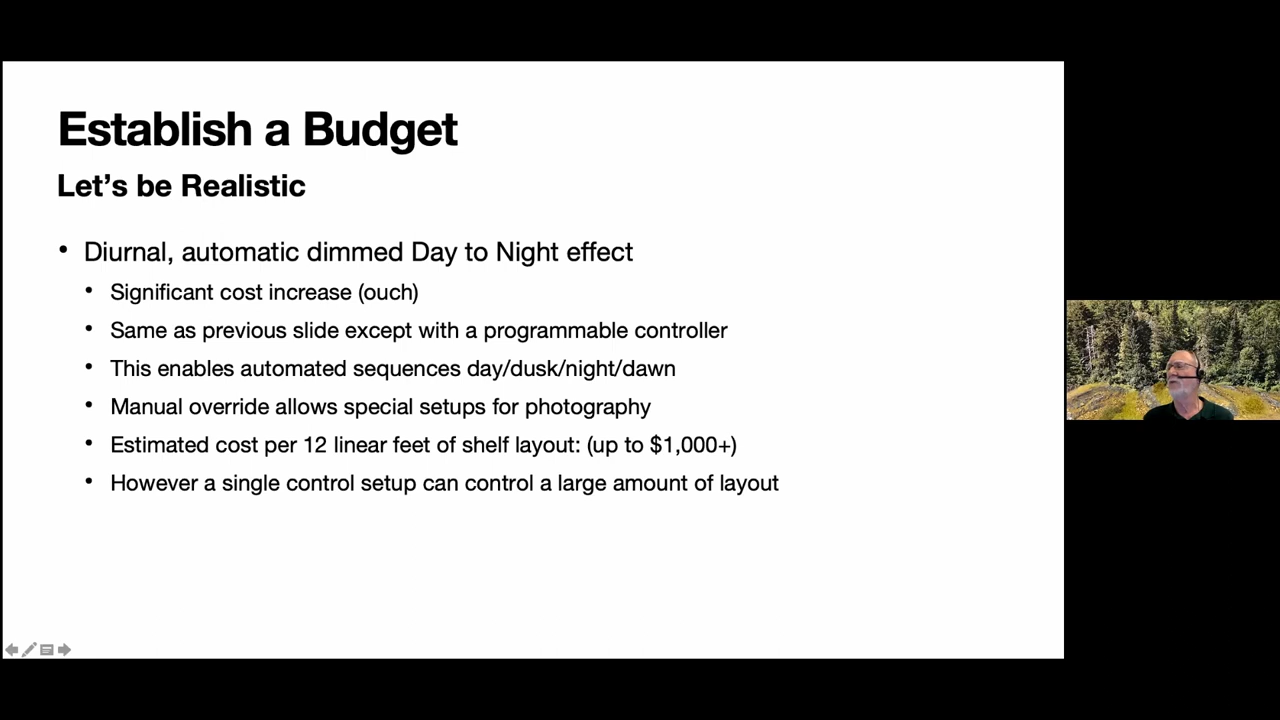 Establish a Budget
Let’s be Realistic
• Diurnal, automatic dimmed Day to Night effect
• Significant cost increase (ouch)
• Same as previous slide except with a programmable controller
• This enables automated sequences day/dusk/night/dawn
• Manual override allows special setups for photography
• Estimated cost per 12 linear feet of shelf layout: (up to $1,000+)
• However a single control setup can control a large amount of layout